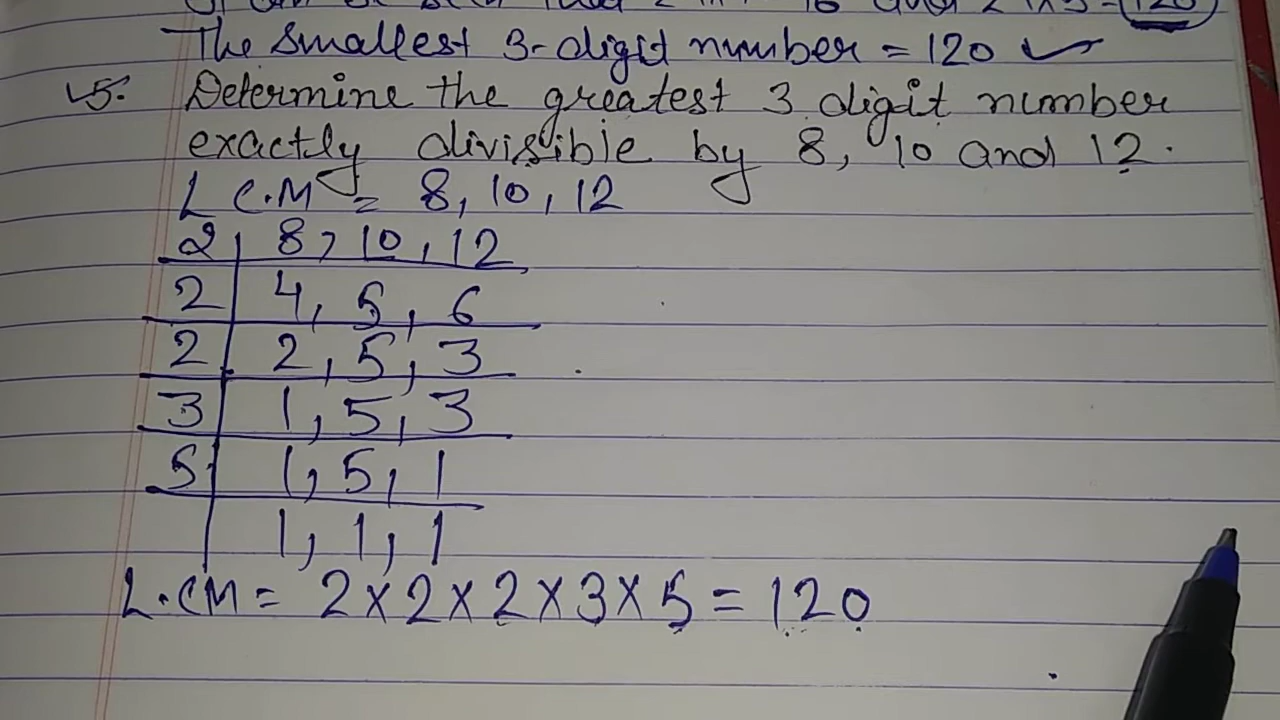 The smallest 3-digit number = 120
5. Determine the greatest 3 digit number
exactly divisible by 8, 10 and 12.
L C.M = 8, 10, 12
2 8, 10, 12
2 4, 5, 6
2 2, 5, 3
3 1, 5, 3
5 1, 5, 1
1, 1, 1
L.CM = 2×2×2×3×5 = 120